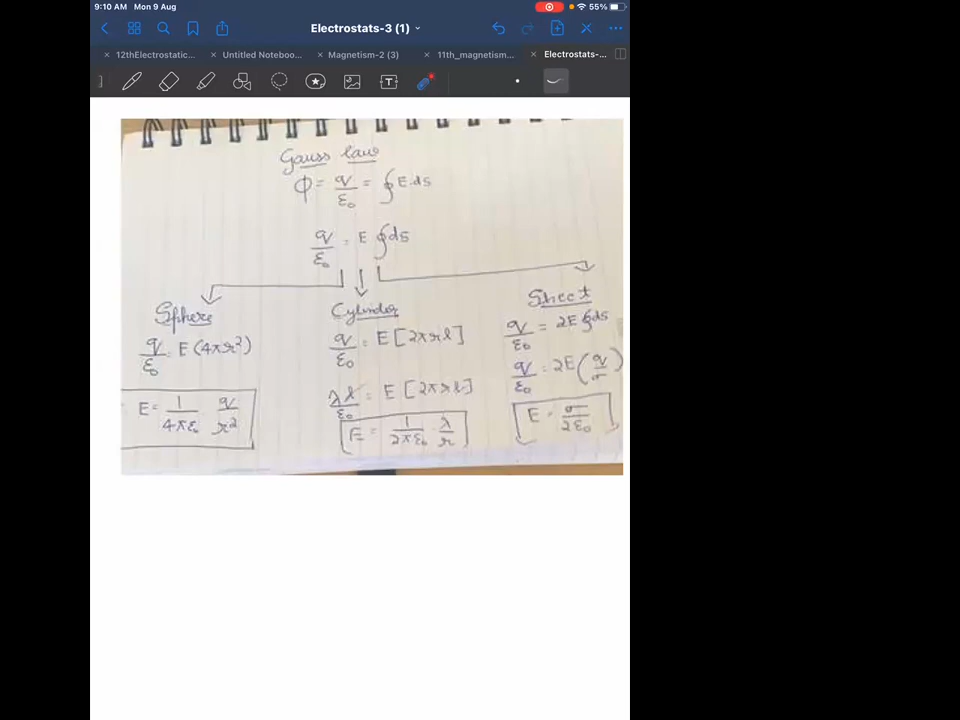 9:10 AM Mon 9 Aug
55%
Electrostats-3 (1)
12thElectrostatic...
Untitled Noteboo...
Magnetism-2 (3)
11th_magnetism...
Electrostats-...
Gauss law
Φ = q/ε₀ = ∮E.ds
q/ε₀ = E ∮ds
Sphere
q/ε₀ = E(4πr²)
E = 1/4πε₀ q/r²
Cylinder
q/ε₀ = E[2πrl]
λl/ε₀ = E[2πrl]
E = 1/2πε₀ . λ/r
Sheet
q/ε₀ = 2E ∮ds
q/ε₀ = 2E(q/σ)
E = σ/2ε₀